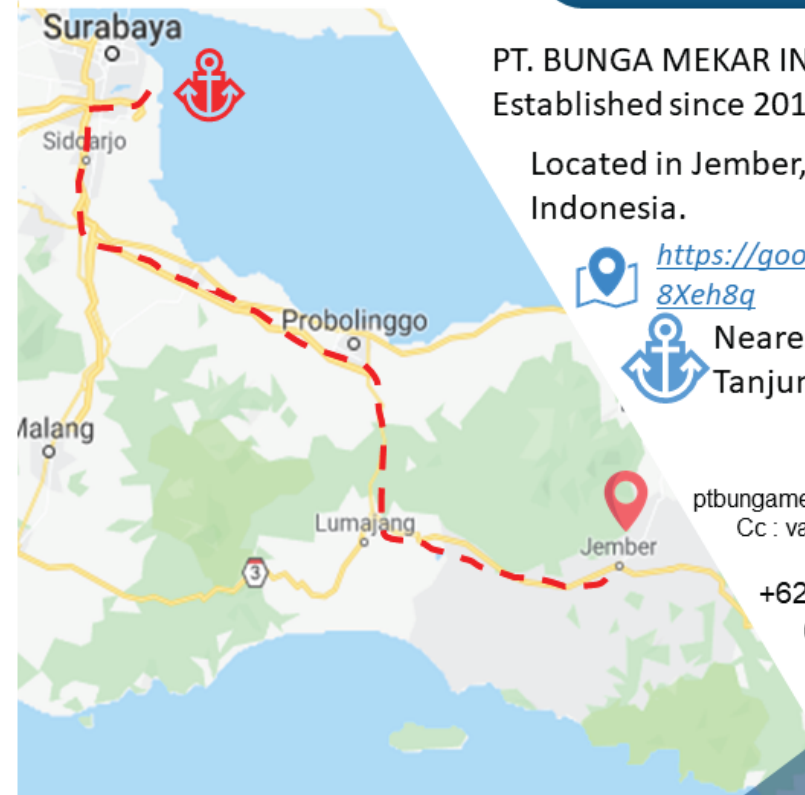 Surabaya
Sidoarjo
Probolinggo
Malang
Lumajang
3
Jember
PT. BUNGA MEKAR IN
Established since 201
Located in Jember,
Indonesia.
https://goo
8Xeh8q
Neare
Tanjun
ptbungame
Cc : va
+62